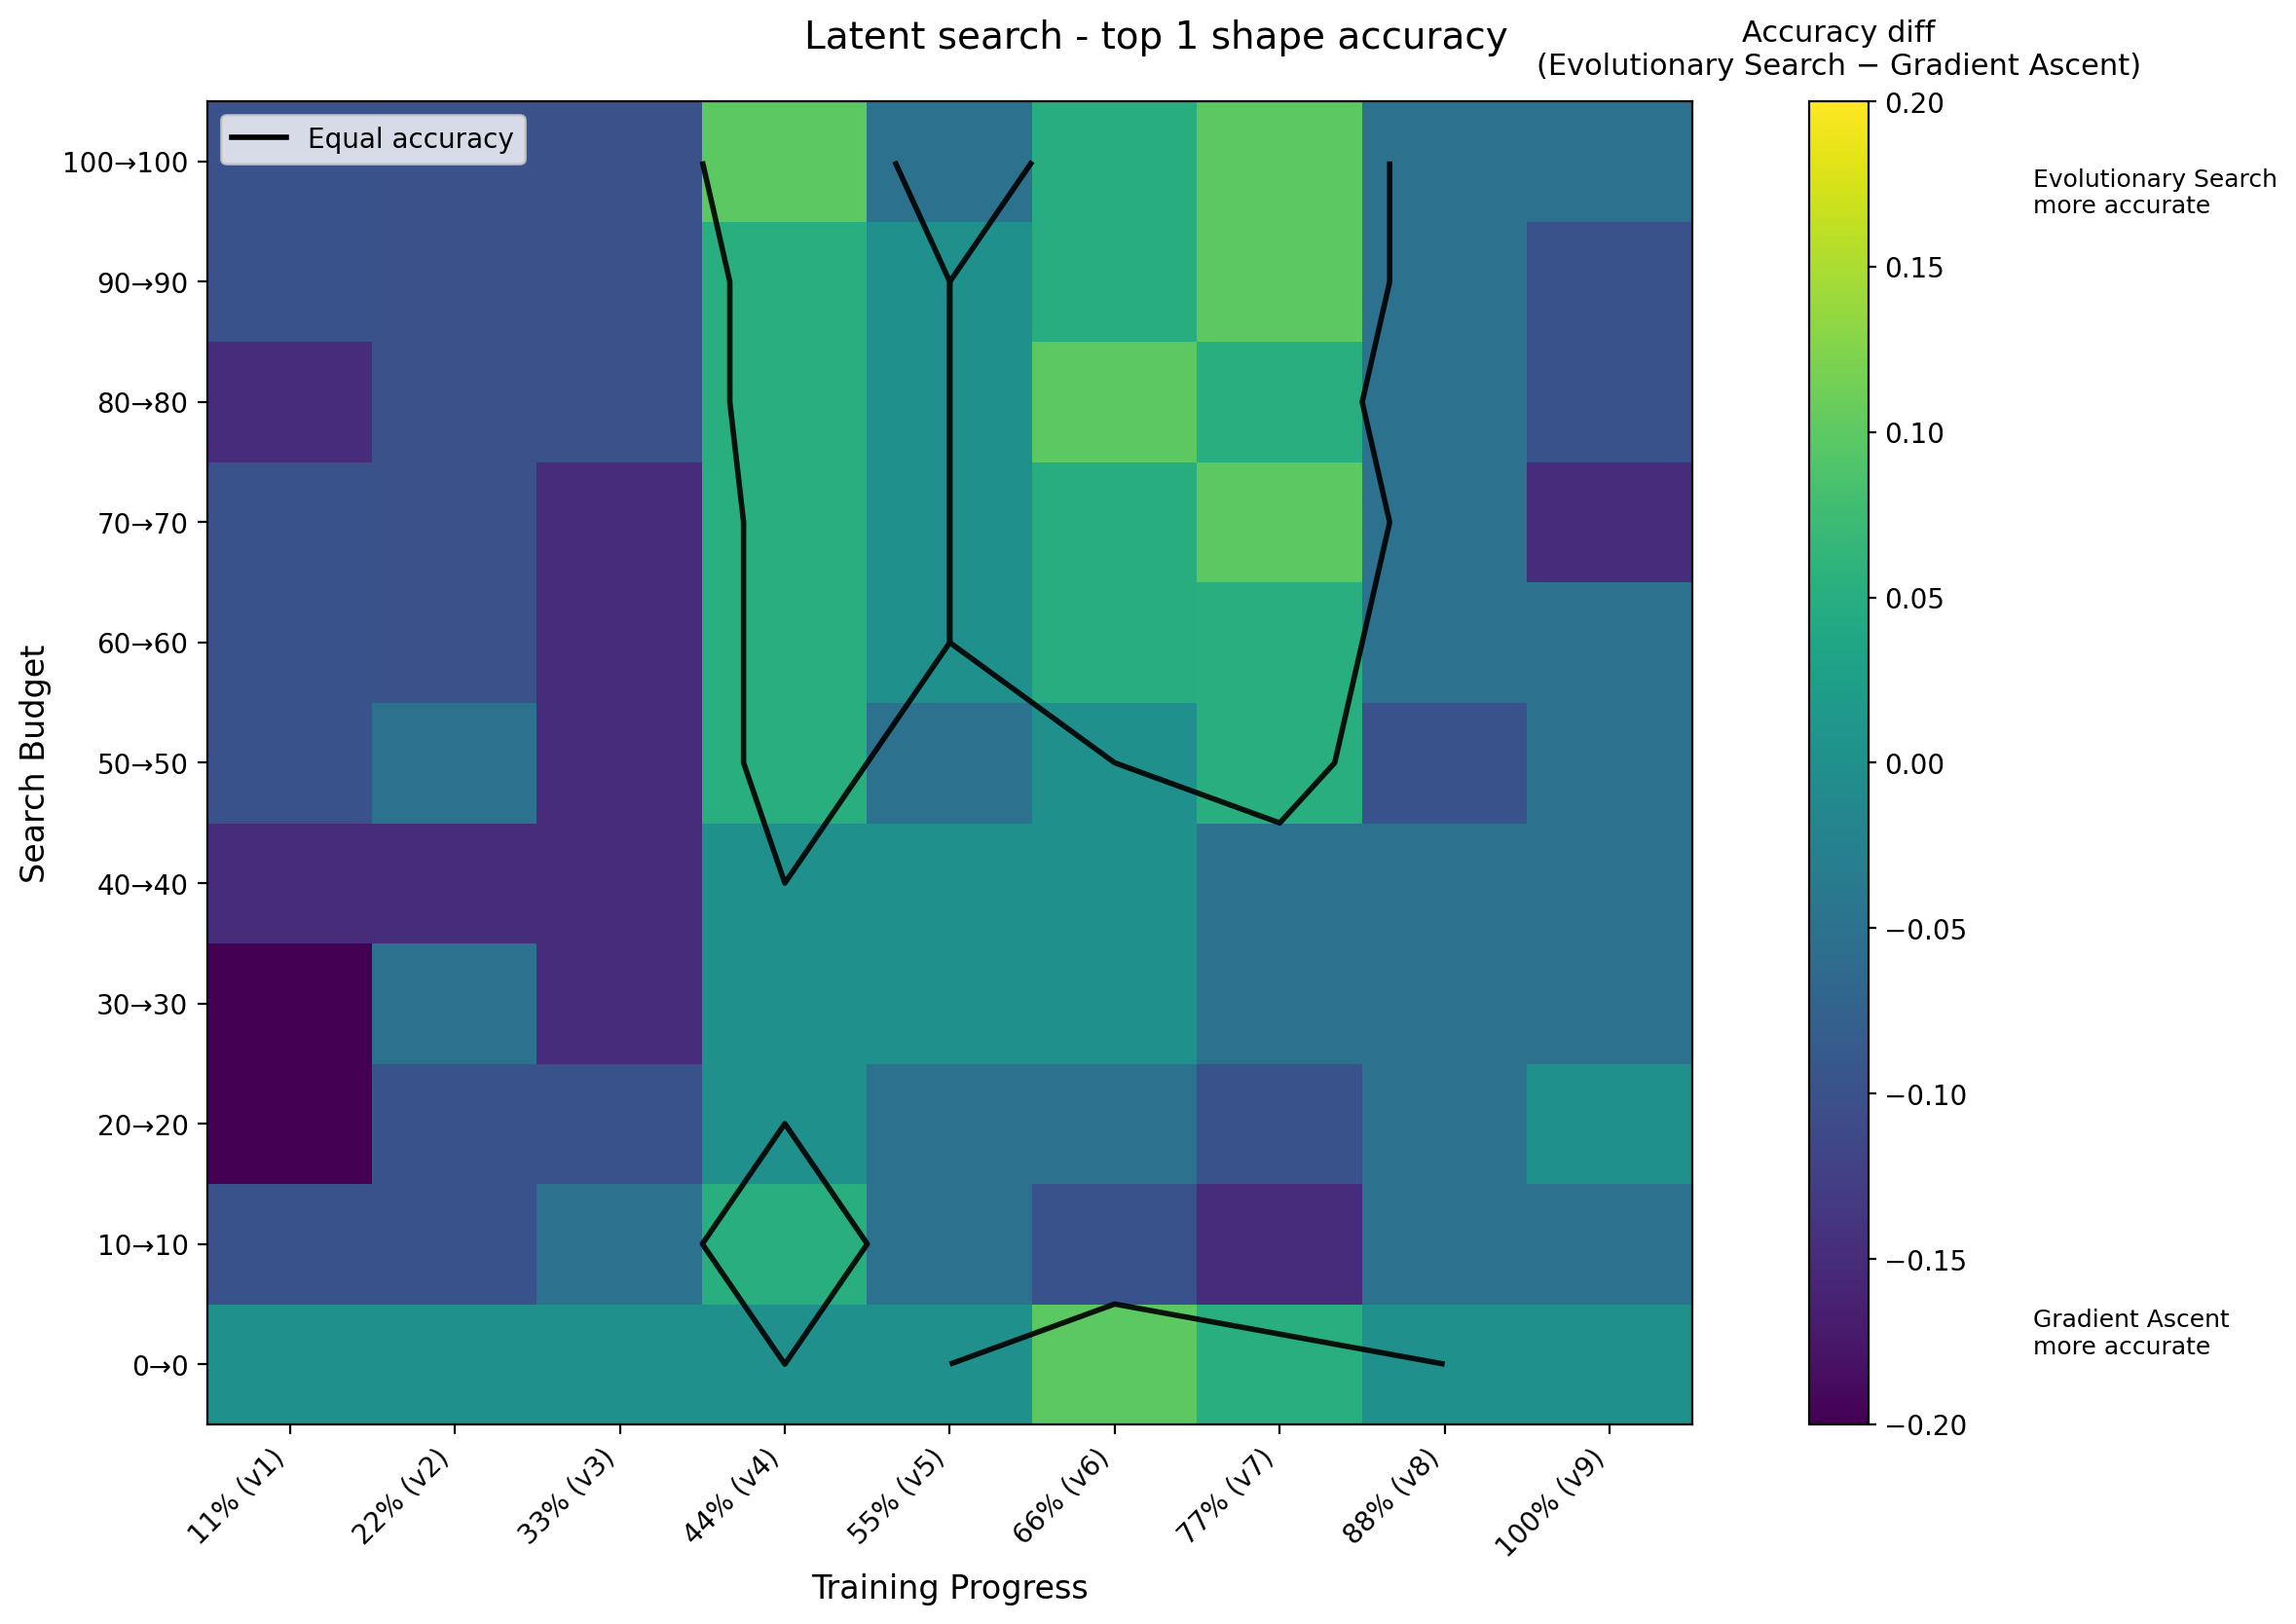 Latent search - top 1 shape accuracy
Accuracy diff
(Evolutionary Search − Gradient Ascent)
Equal accuracy
Search Budget
100→100
90→90
80→80
70→70
60→60
50→50
40→40
30→30
20→20
10→10
0→0
11% (v1)
22% (v2)
33% (v3)
44% (v4)
55% (v5)
66% (v6)
77% (v7)
88% (v8)
100% (v9)
Training Progress
0.20
0.15
0.10
0.05
0.00
−0.05
−0.10
−0.15
−0.20
Evolutionary Search
more accurate
Gradient Ascent
more accurate